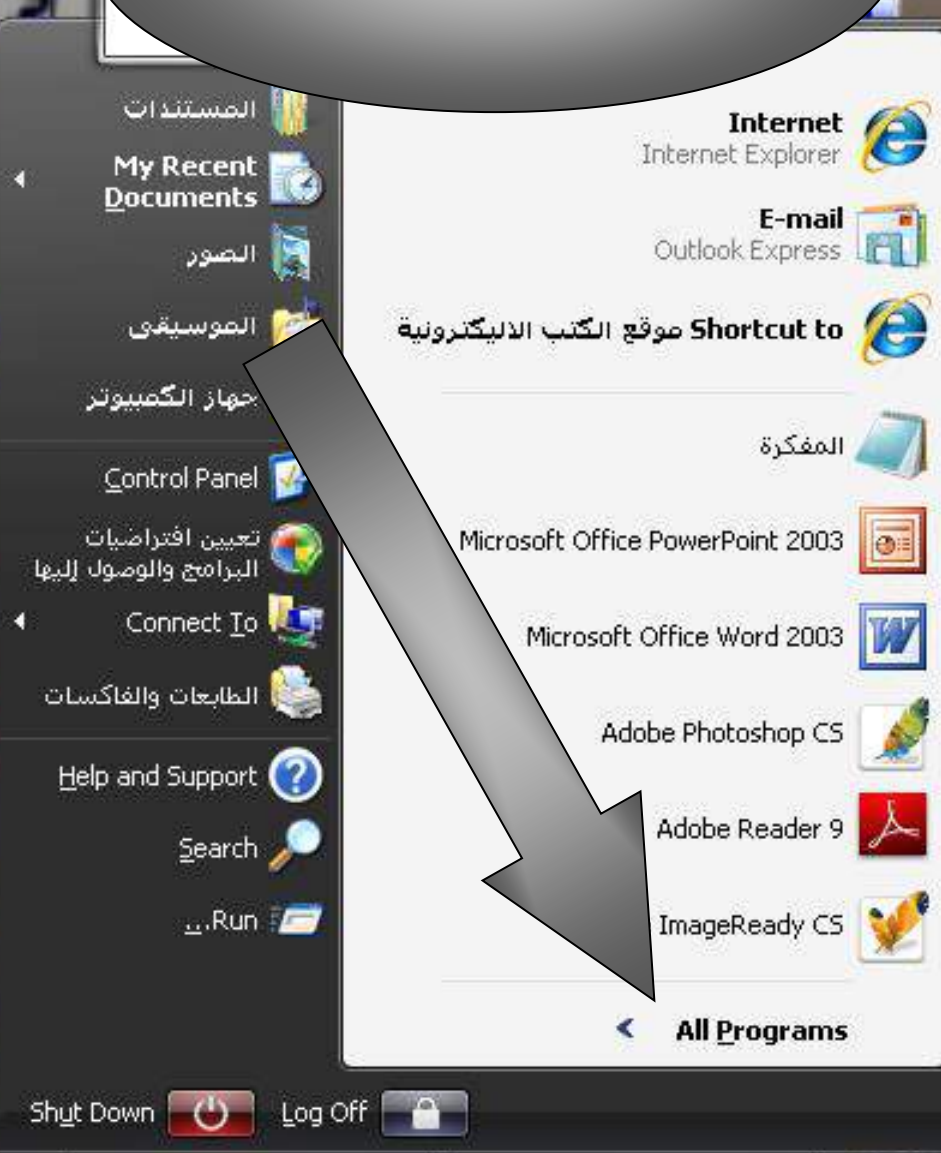 Internet
Internet Explorer
E-mail
Outlook Express
Shortcut to موقع الكتب الاليكترونية
المفكرة
Microsoft Office PowerPoint 2003
Microsoft Office Word 2003
Adobe Photoshop CS
Adobe Reader 9
ImageReady CS
All Programs
المستندات
My Recent
Documents
الصور
الموسيقى
جهاز الكمبيوتر
Control Panel
تعيين افتراضيات
البرامج والوصول إليها
Connect To
الطابعات والفاكسات
Help and Support
Search
Run...
Shut Down
Log Off